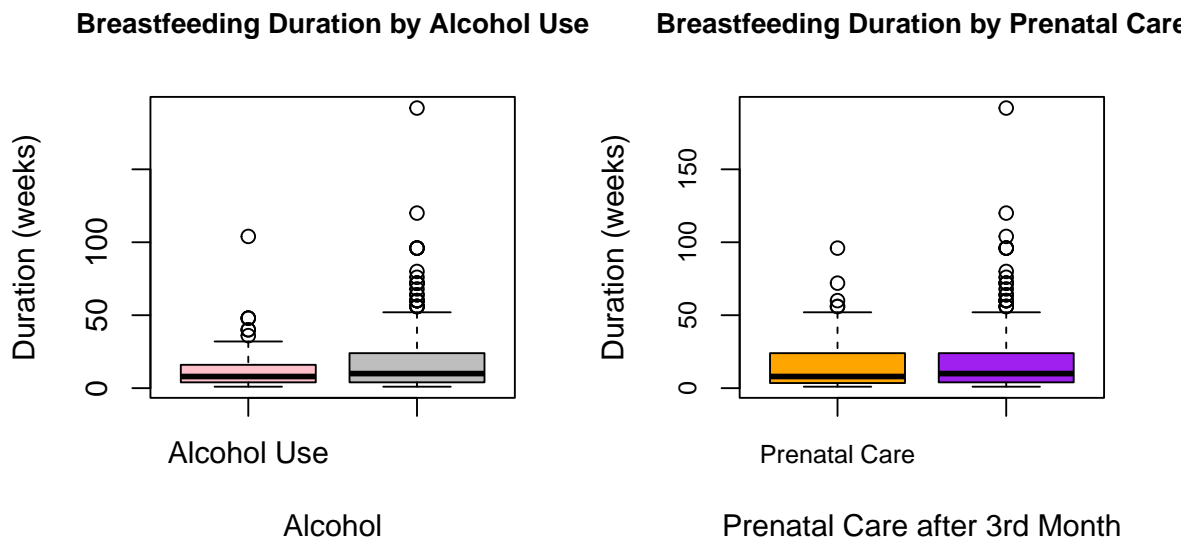 Breastfeeding Duration by Alcohol Use
Duration (weeks)
0
50
100
Alcohol Use
Alcohol
Breastfeeding Duration by Prenatal Care
Duration (weeks)
0
50
100
150
Prenatal Care
Prenatal Care after 3rd Month